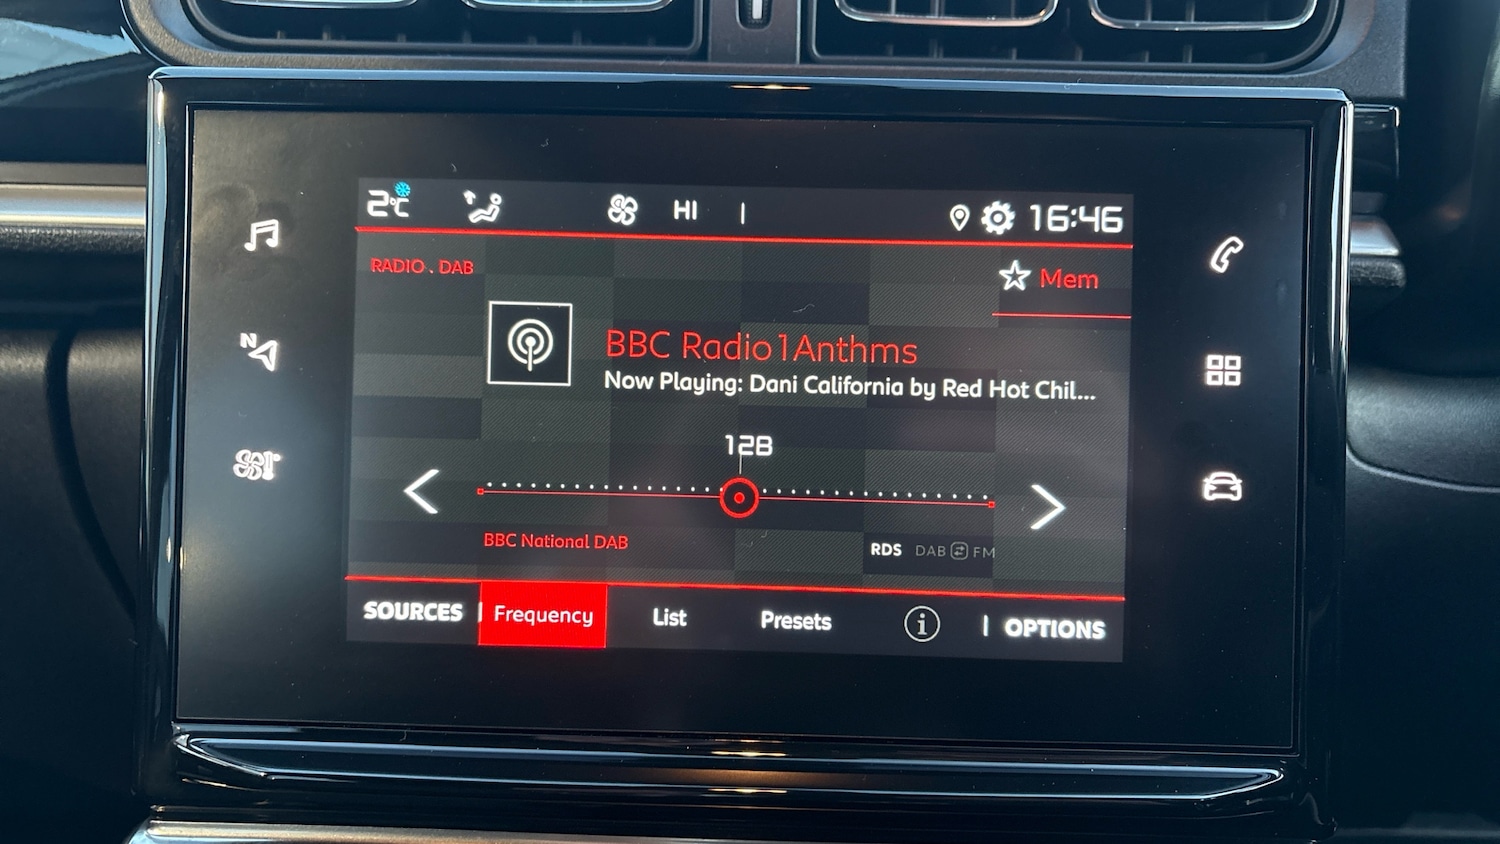 2°C HI 16:46
RADIO . DAB
Mem
BBC Radio1Anthms
Now Playing: Dani California by Red Hot Chil...
N
128
BBC National DAB
RDS DAB FM
SOURCES Frequency List Presets i OPTIONS